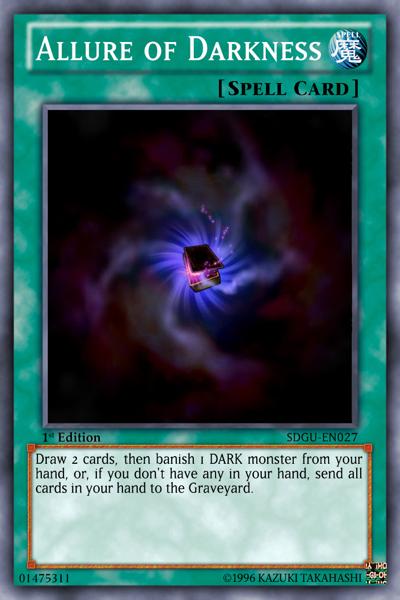 ALLURE OF DARKNESS
SPELL
魔
[SPELL CARD]
1st Edition
SDGU-EN027
Draw 2 cards, then banish 1 DARK monster from your
hand, or, if you don't have any in your hand, send all
cards in your hand to the Graveyard.
01475311
©1996 KAZUKI TAKAHASHI